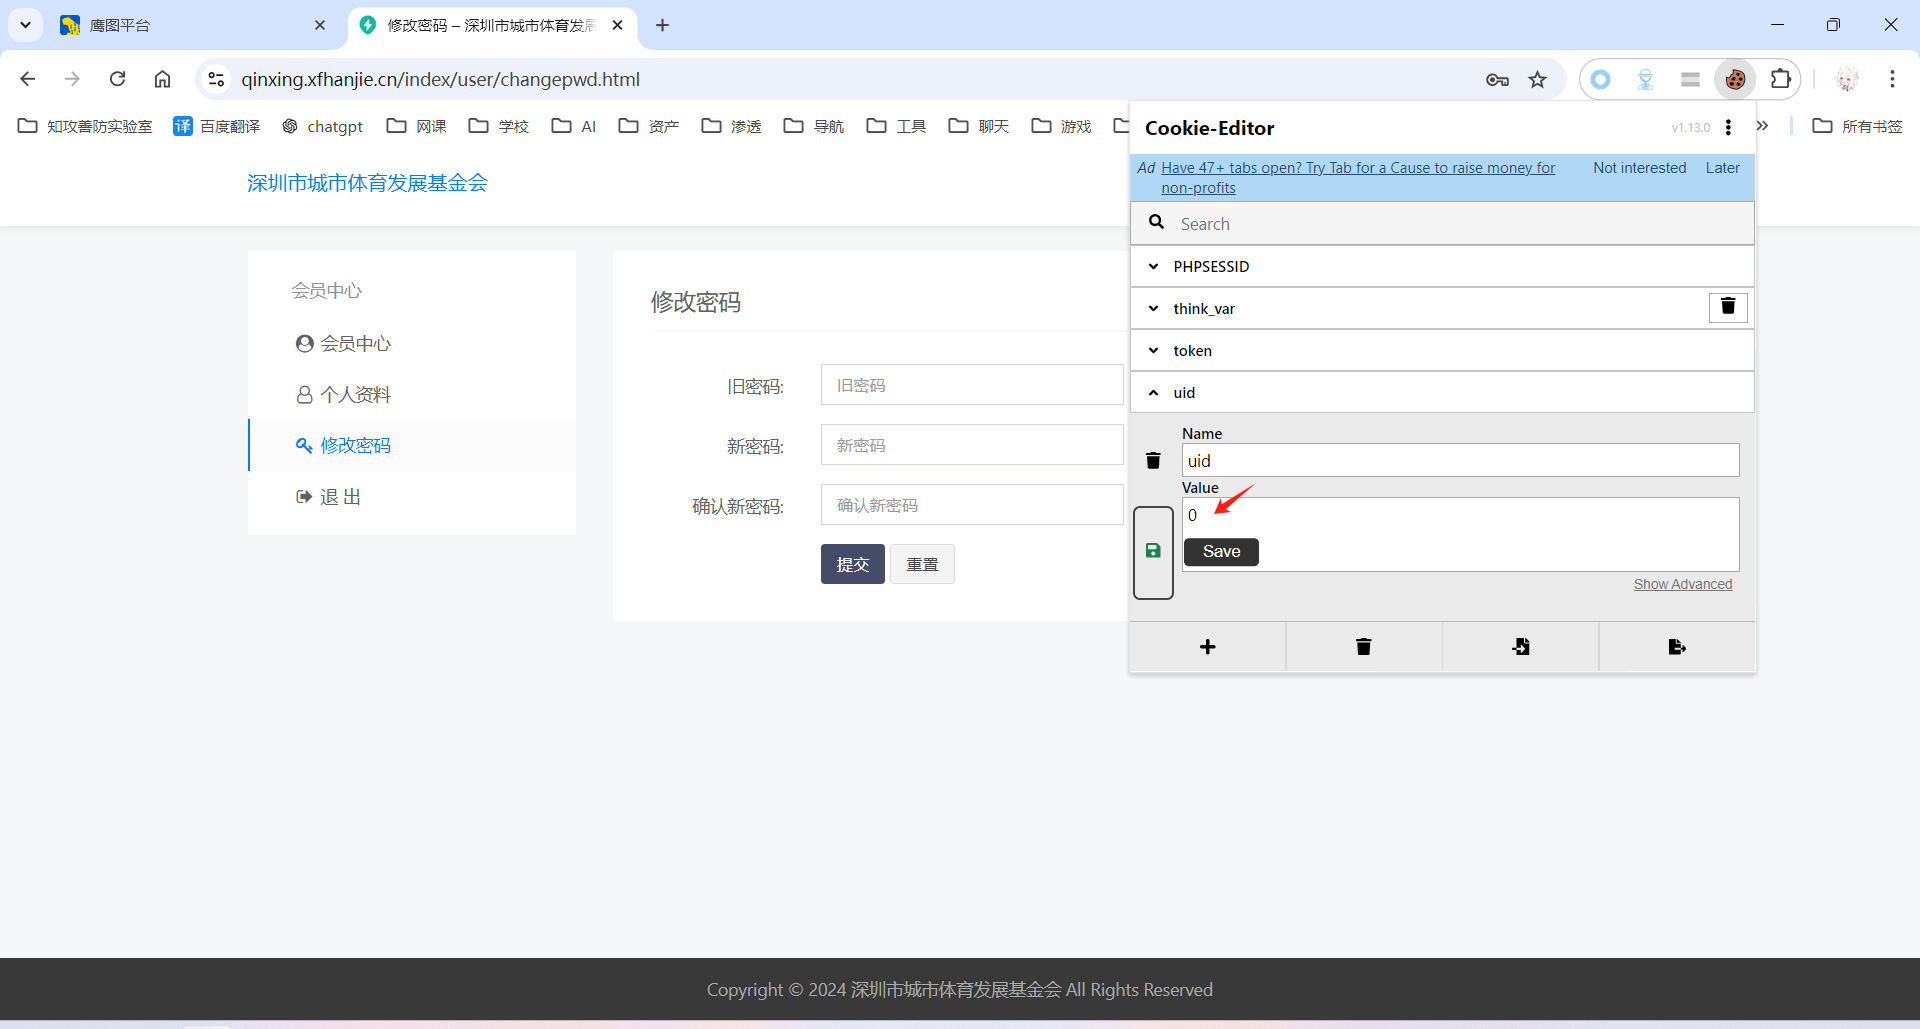 鹰图平台
修改密码 – 深圳市城市体育发展
qinxing.xfhanjie.cn/index/user/changepwd.html
知攻善防实验室
译 百度翻译
chatgpt
网课
学校
AI
资产
渗透
导航
工具
聊天
游戏
所有书签
深圳市城市体育发展基金会
会员中心
会员中心
个人资料
修改密码
退 出
修改密码
旧密码:
旧密码
新密码:
新密码
确认新密码:
确认新密码
提交
重置
Cookie-Editor
v1.13.0
Ad Have 47+ tabs open? Try Tab for a Cause to raise money for
non-profits
Not interested
Later
Search
PHPSESSID
think_var
token
uid
Name
uid
Value
0
Save
Show Advanced
Copyright © 2024 深圳市城市体育发展基金会 All Rights Reserved